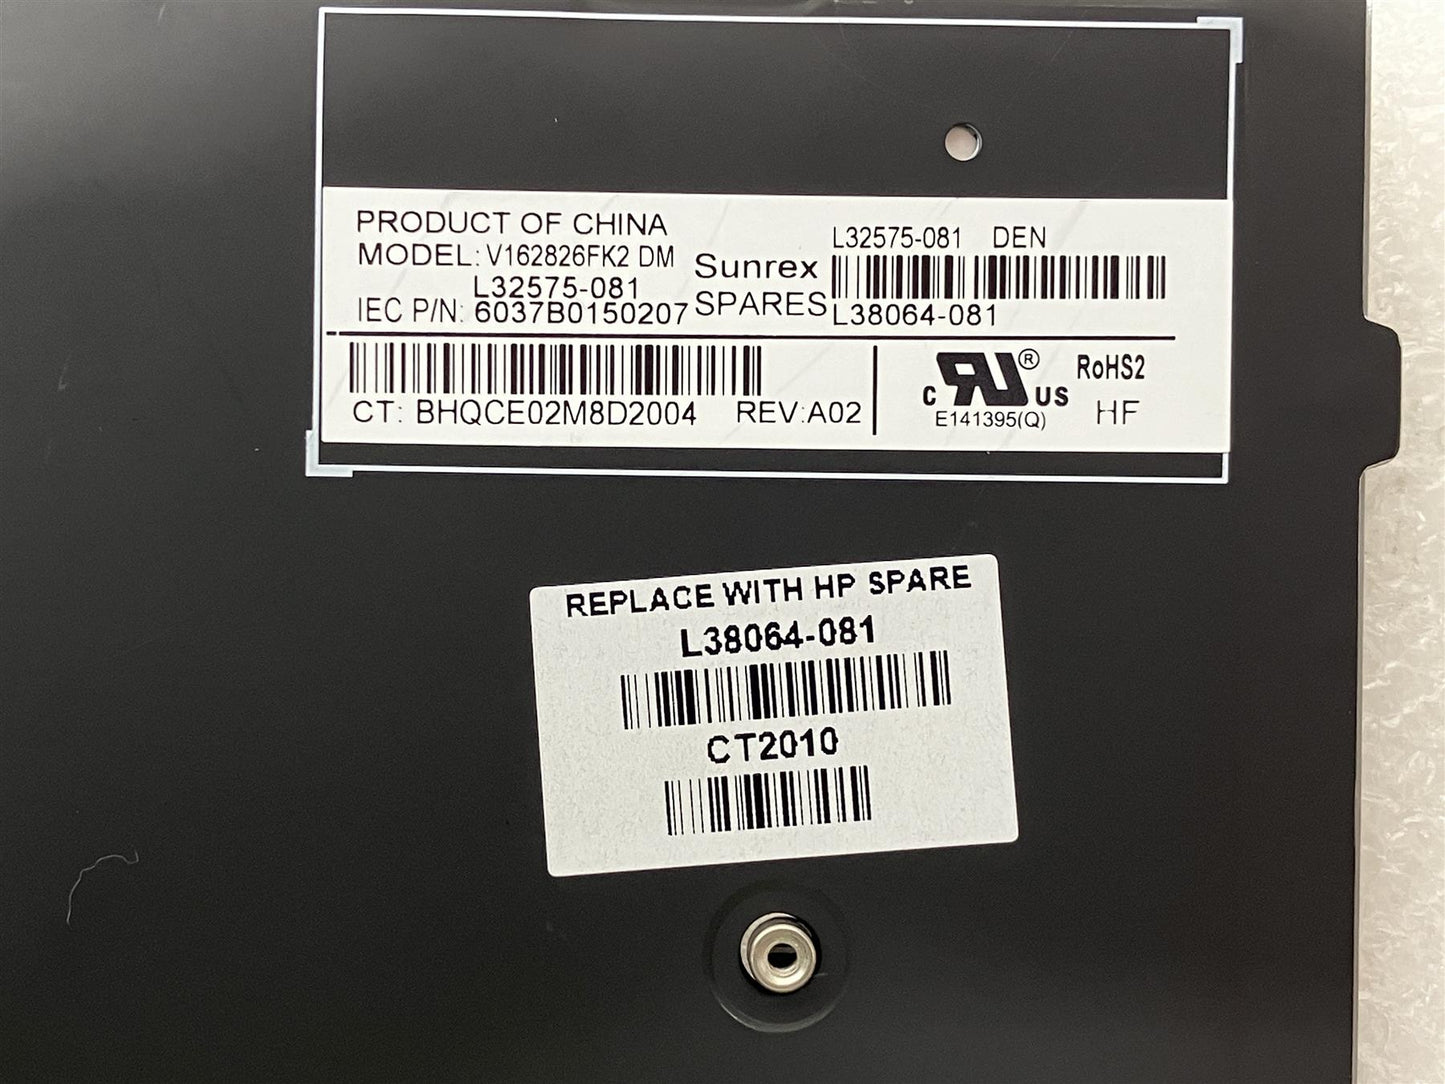 PRODUCT OF CHINA
MODEL: V162826FK2 DM
L32575-081
IEC P/N: 6037B0150207
Sunrex
SPARES
L32575-081 DEN
L38064-081
CT: BHQCE02M8D2004 REV:A02
c RU ® US
E141395(Q)
RoHS2
HF
REPLACE WITH HP SPARE
L38064-081
CT2010